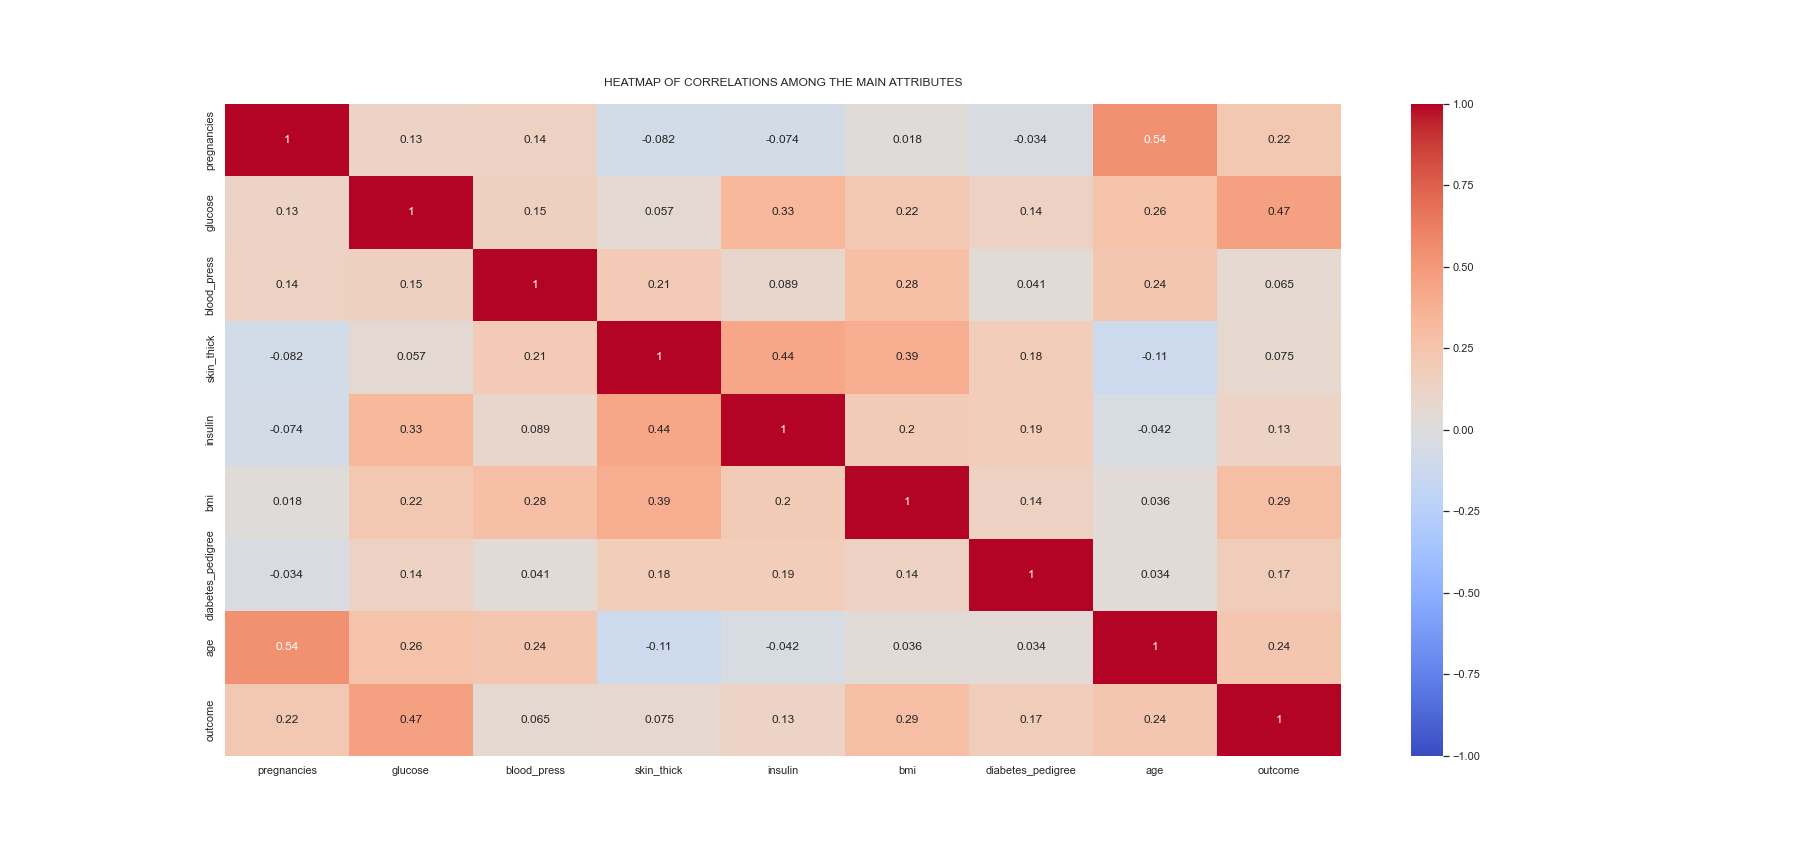 HEATMAP OF CORRELATIONS AMONG THE MAIN ATTRIBUTES
pregnancies 1 0.13 0.14 -0.082 -0.074 0.018 -0.034 0.54 0.22
glucose 0.13 1 0.15 0.057 0.33 0.22 0.14 0.26 0.47
blood_press 0.14 0.15 1 0.21 0.089 0.28 0.041 0.24 0.065
skin_thick -0.082 0.057 0.21 1 0.44 0.39 0.18 -0.11 0.075
insulin -0.074 0.33 0.089 0.44 1 0.2 0.19 -0.042 0.13
bmi 0.018 0.22 0.28 0.39 0.2 1 0.14 0.036 0.29
diabetes_pedigree -0.034 0.14 0.041 0.18 0.19 0.14 1 0.034 0.17
age 0.54 0.26 0.24 -0.11 -0.042 0.036 0.034 1 0.24
outcome 0.22 0.47 0.065 0.075 0.13 0.29 0.17 0.24 1
pregnancies glucose blood_press skin_thick insulin bmi diabetes_pedigree age outcome
1.00
0.75
0.50
0.25
0.00
−0.25
−0.50
−0.75
−1.00